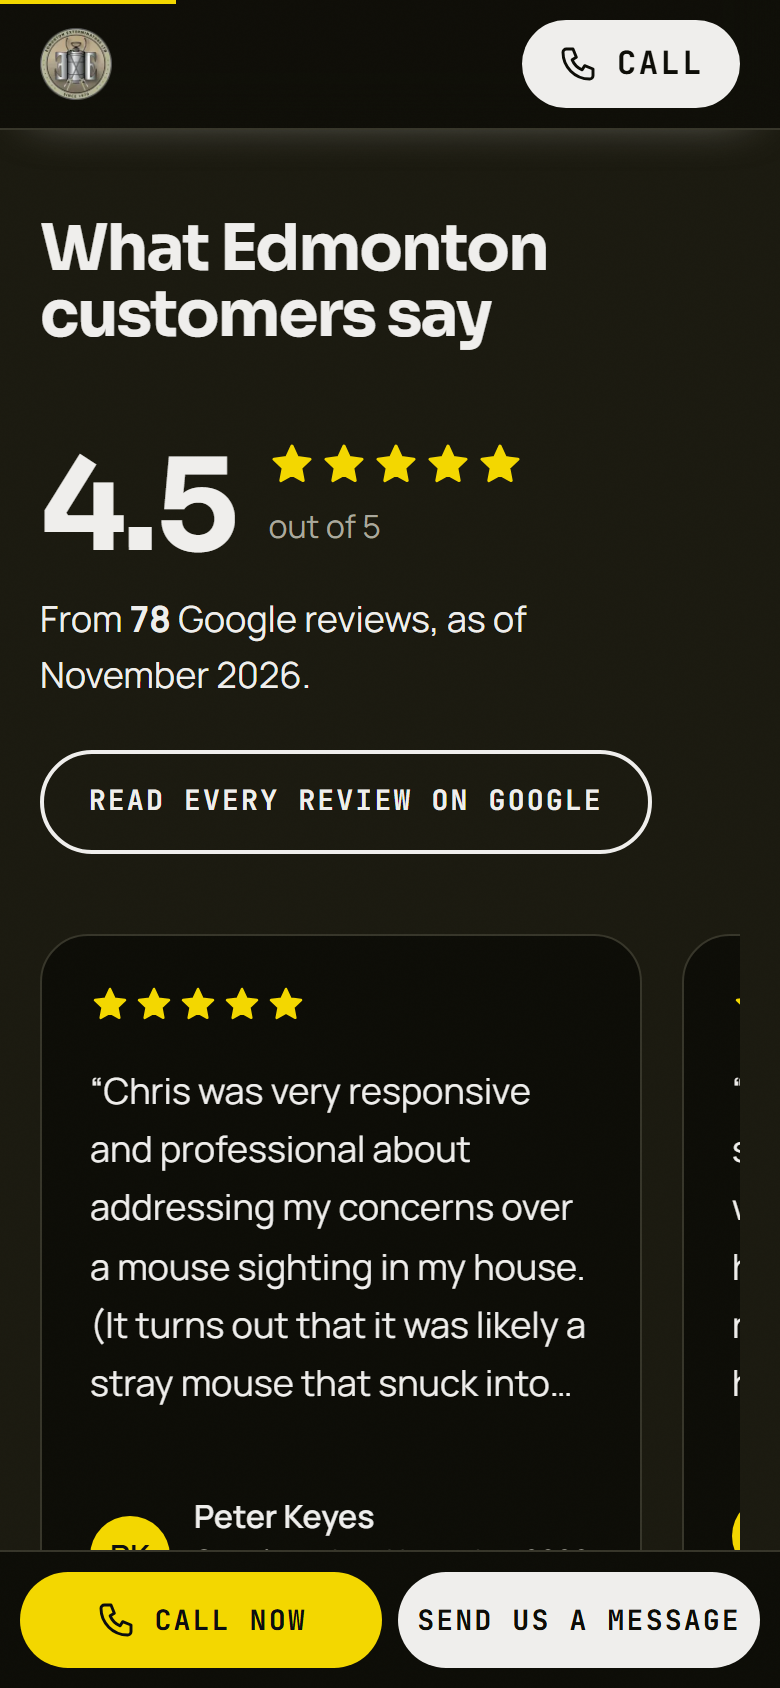 CALL
What Edmonton
customers say
4.5
out of 5
From 78 Google reviews, as of
November 2026.
READ EVERY REVIEW ON GOOGLE
“Chris was very responsive
and professional about
addressing my concerns over
a mouse sighting in my house.
(It turns out that it was likely a
stray mouse that snuck into…
Peter Keyes
CALL NOW
SEND US A MESSAGE